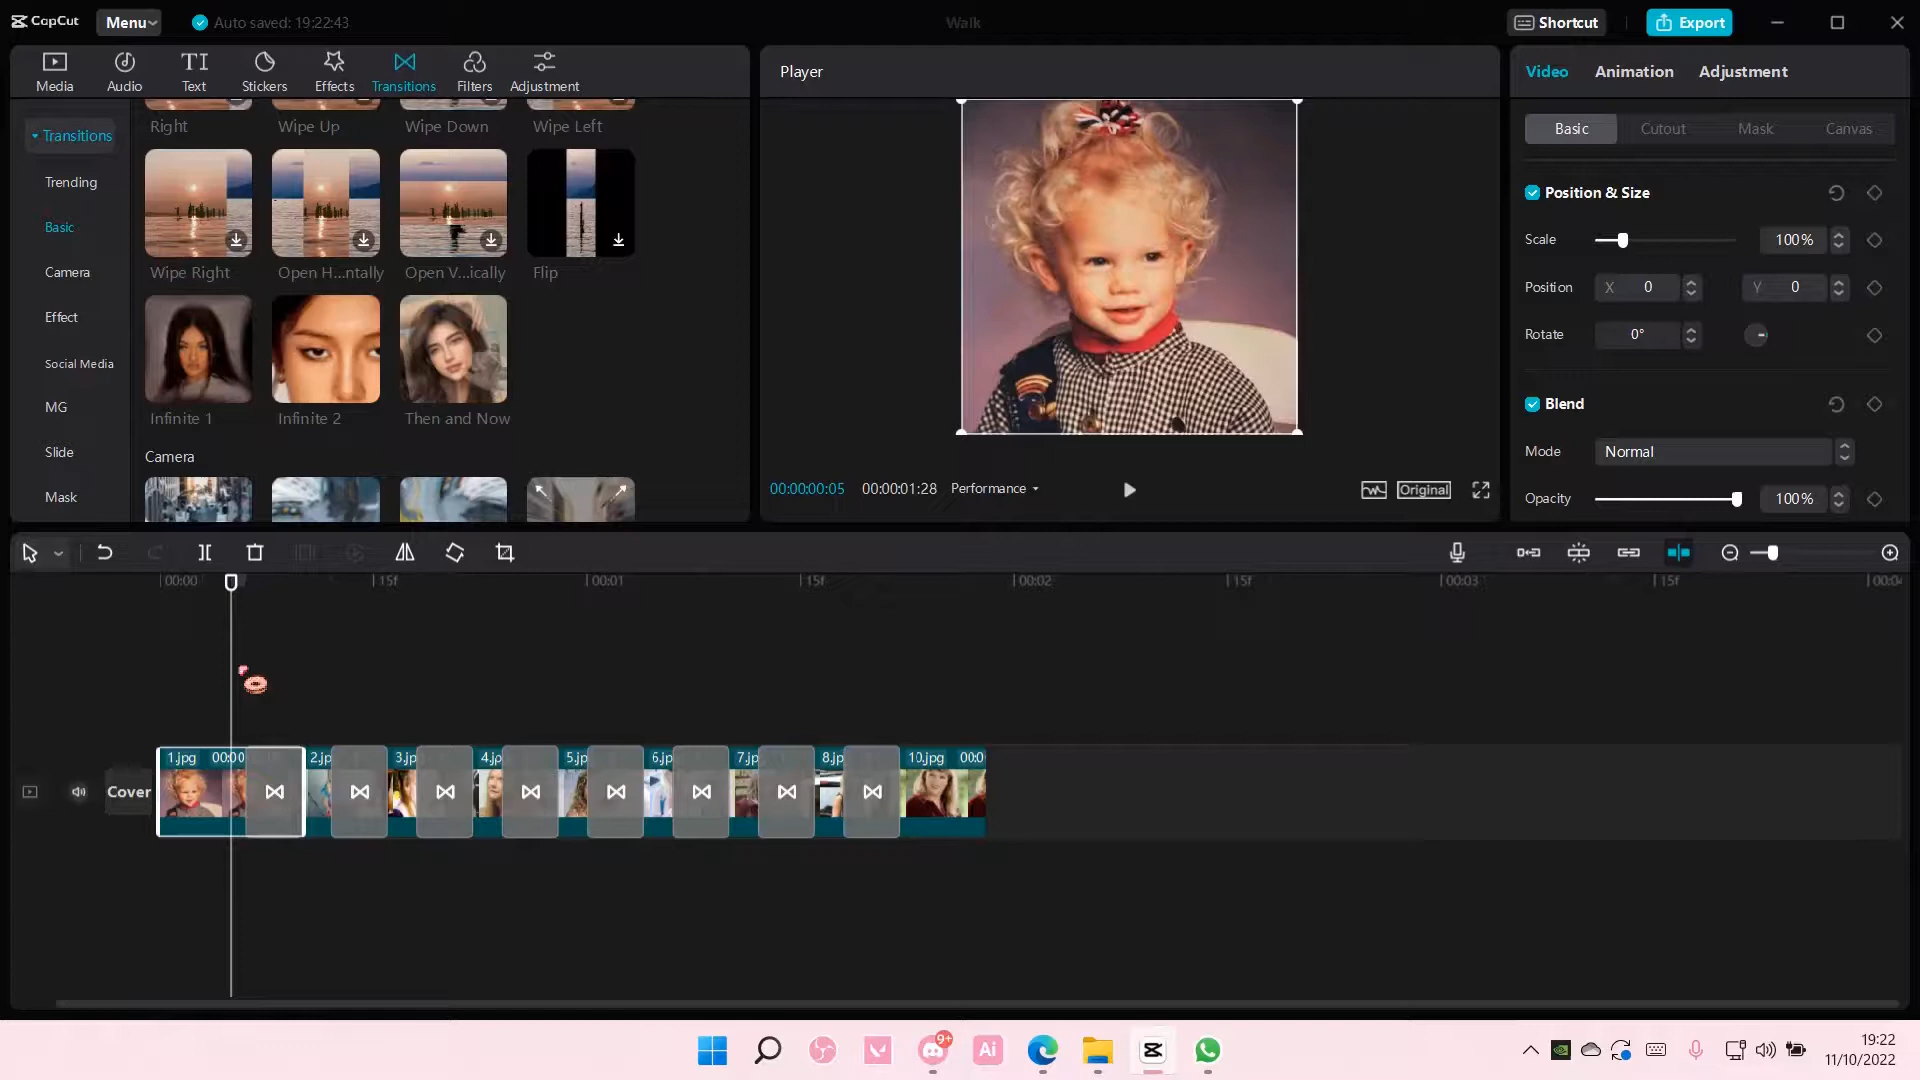 CapCut Menu Auto saved: 19:22:43 Walk Shortcut Export
Media Audio Text Stickers Effects Transitions Filters Adjustment
Transitions
Trending
Basic
Camera
Effect
Social Media
MG
Slide
Mask
Right Wipe Up Wipe Down Wipe Left
Wipe Right Open H...ntally Open V...ically Flip
Infinite 1 Infinite 2 Then and Now
Camera
Player
00:00:00:05 00:00:01:28 Performance Original
Video Animation Adjustment
Basic Cutout Mask Canvas
Position & Size
Scale 100%
Position X 0 Y 0
Rotate 0°
Blend
Mode Normal
Opacity 100%
00:00 15f 00:01 15f 00:02 15f 00:03 15f 00:04
Cover
1.jpg 00:00 2.jp 3.jp 4.jp 5.jp 6.jp 7.jp 8.jp 10.jpg 00:0
9+
Ai
19:22
11/10/2022